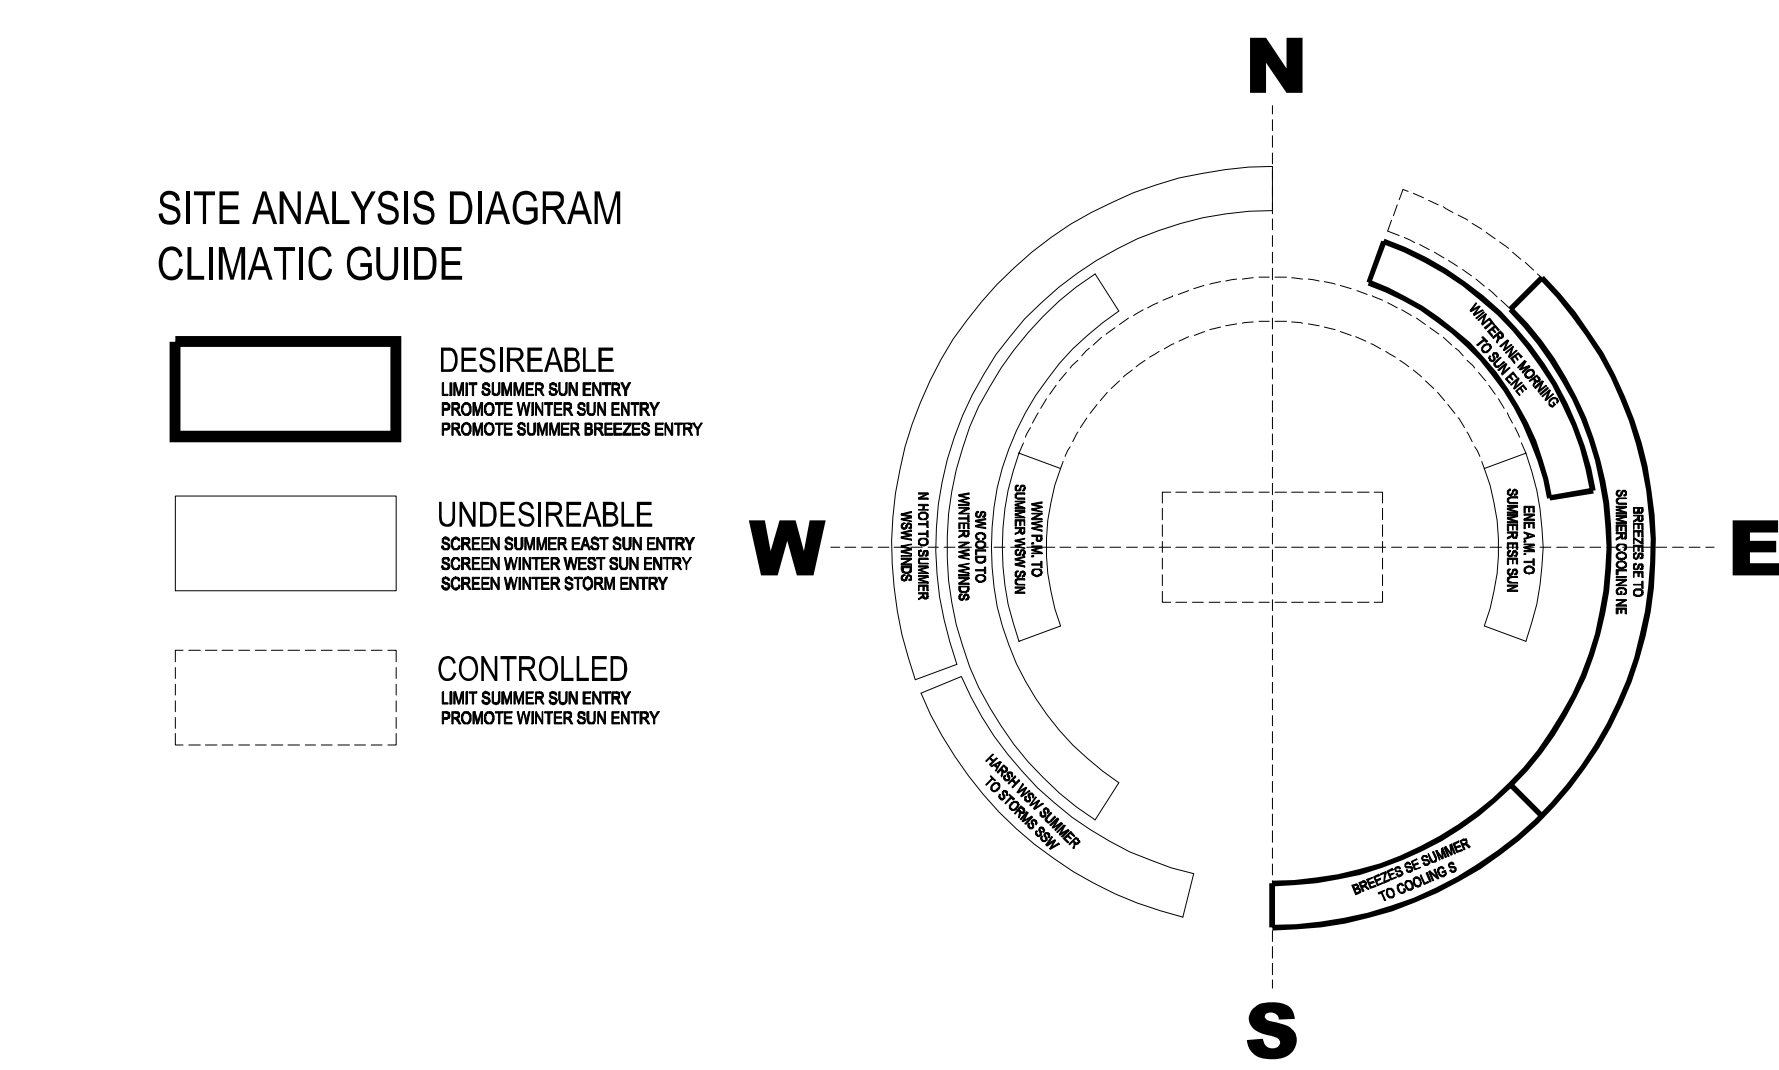 SITE ANALYSIS DIAGRAM
CLIMATIC GUIDE
DESIREABLE
LIMIT SUMMER SUN ENTRY
PROMOTE WINTER SUN ENTRY
PROMOTE SUMMER BREEZES ENTRY
UNDESIREABLE
SCREEN SUMMER EAST SUN ENTRY
SCREEN WINTER WEST SUN ENTRY
SCREEN WINTER STORM ENTRY
CONTROLLED
LIMIT SUMMER SUN ENTRY
PROMOTE WINTER SUN ENTRY
N
WINTER NNE MORNING
TO SUN ENE
W
N HOT TO SUMMER
WSW WINDS
SW COLD TO
WINTER NW WINDS
WNW P.M. TO
SUMMER WSW SUN
ENE A.M. TO
SUMMER ESE SUN
BREEZES SE TO
SUMMER COOLING NE
E
HARSH WSW SUMMER
TO STORMS SSW
BREEZES SE SUMMER
TO COOLING S
S